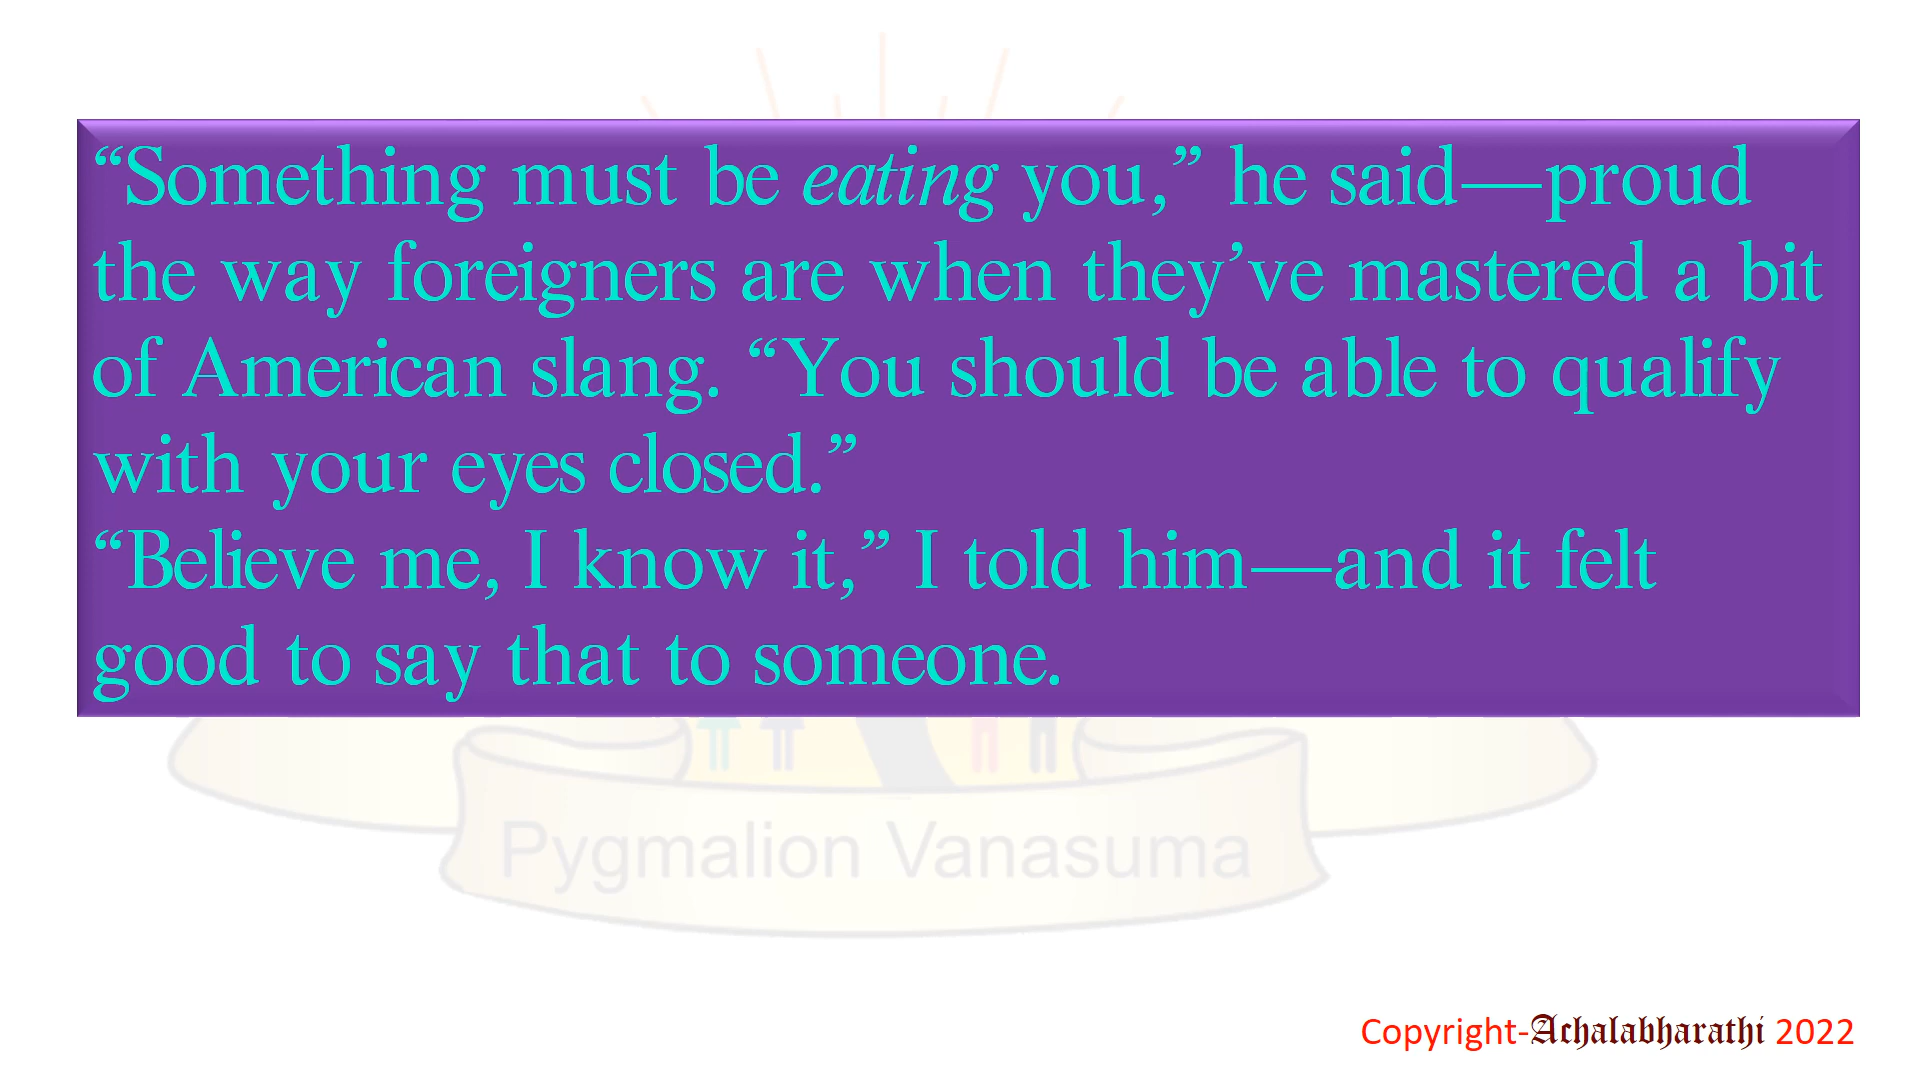 “Something must be eating you,” he said—proud
the way foreigners are when they’ve mastered a bit
of American slang. “You should be able to qualify
with your eyes closed.”
“Believe me, I know it,” I told him—and it felt
good to say that to someone.
Pygmalion Vanasuma
Copyright-Achalabharathi 2022